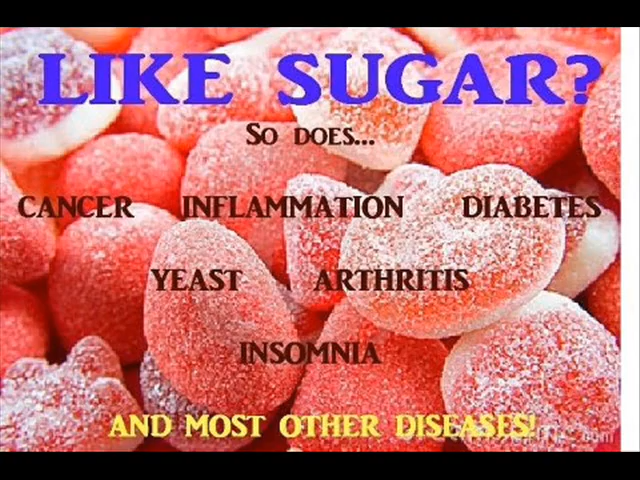 LIKE SUGAR?
SO DOES...
CANCER INFLAMMATION DIABETES
YEAST ARTHRITIS
INSOMNIA
AND MOST OTHER DISEASES!